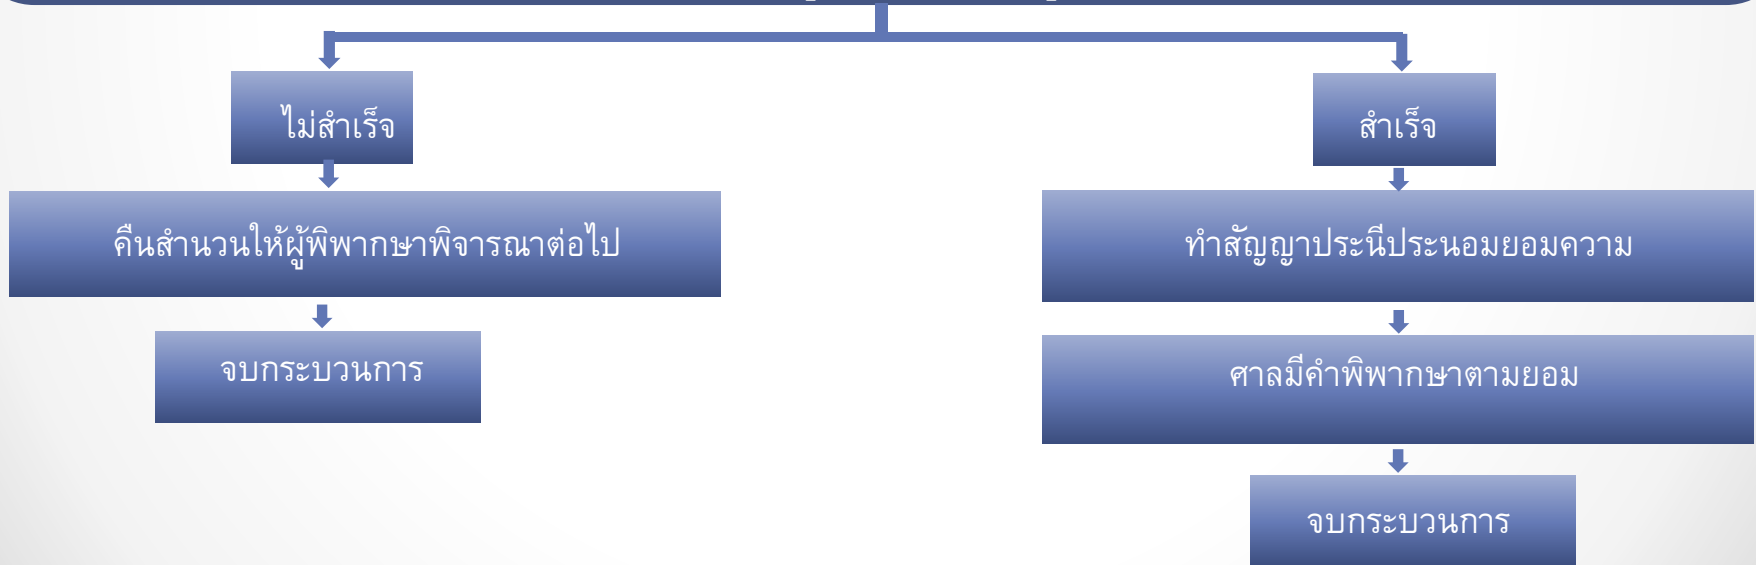 ไม่สำเร็จ
สำเร็จ
คืนสำนวนให้ผู้พิพากษาพิจารณาต่อไป
ทำสัญญาประนีประนอมยอมความ
จบกระบวนการ
ศาลมีคำพิพากษาตามยอม
จบกระบวนการ